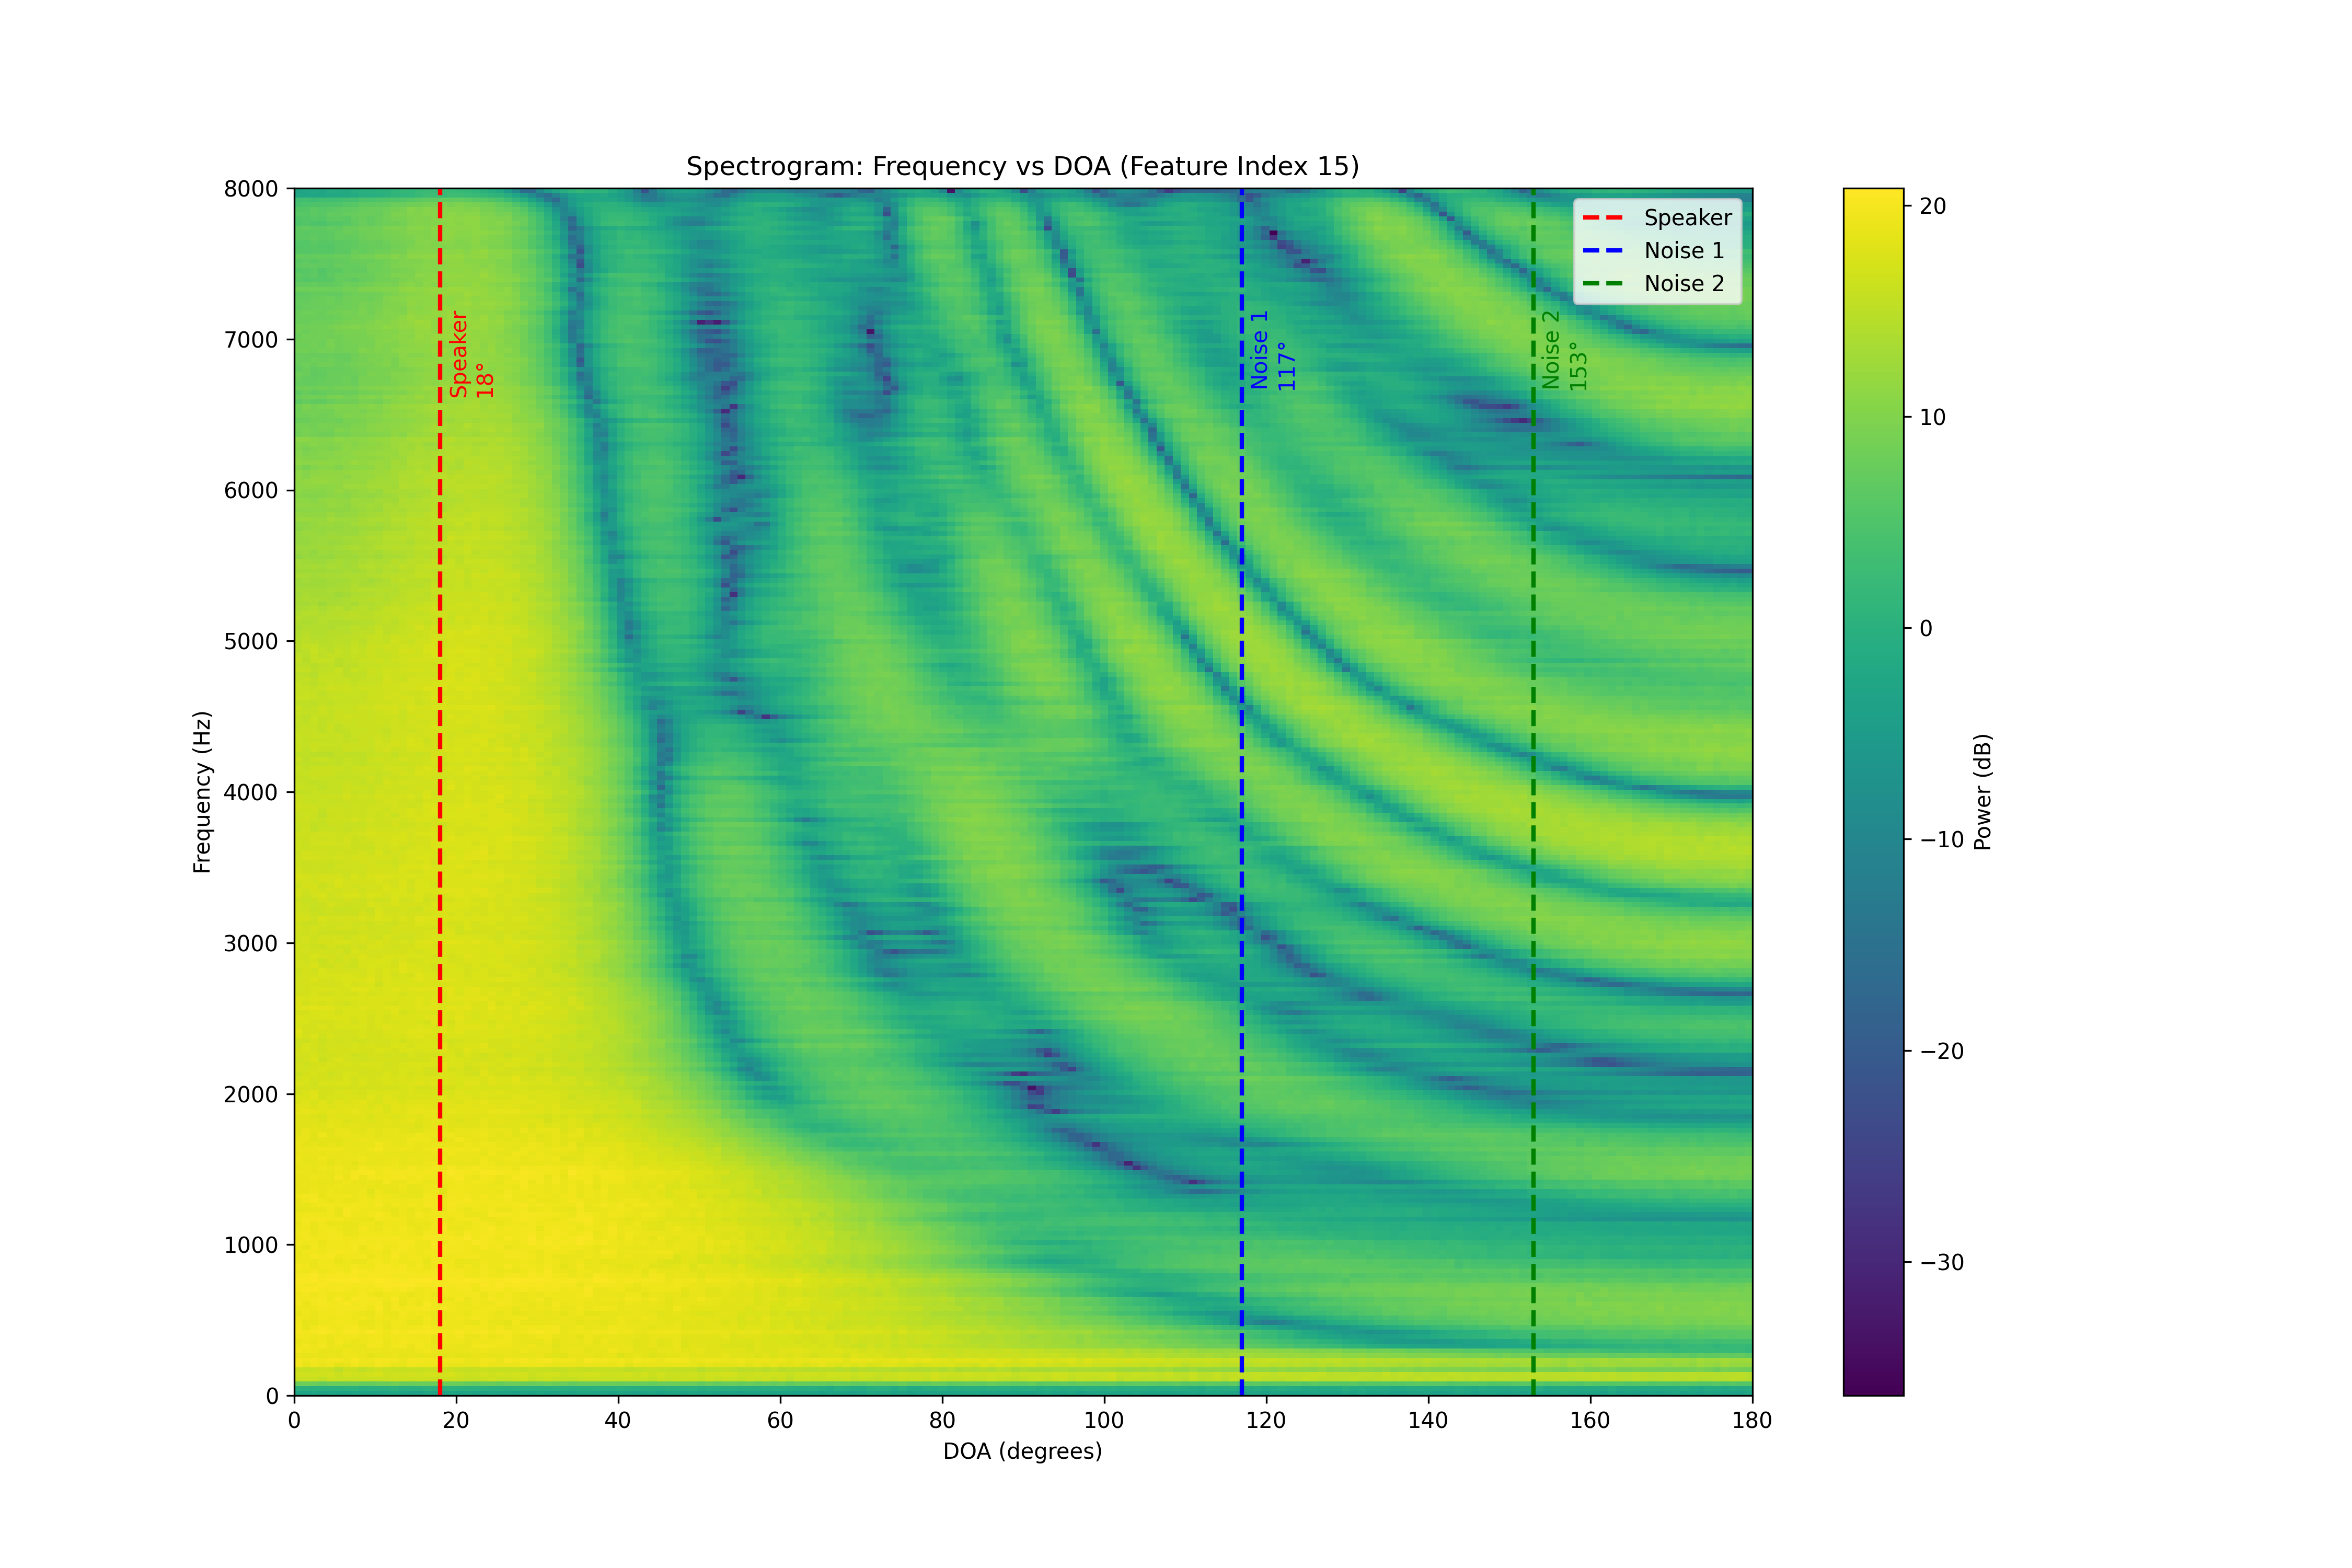 Spectrogram: Frequency vs DOA (Feature Index 15)
8000
7000
6000
5000
4000
3000
2000
1000
0
Frequency (Hz)
0
20
40
60
80
100
120
140
160
180
DOA (degrees)
Speaker
18°
Noise 1
117°
Noise 2
153°
Speaker
Noise 1
Noise 2
20
10
0
−10
−20
−30
Power (dB)